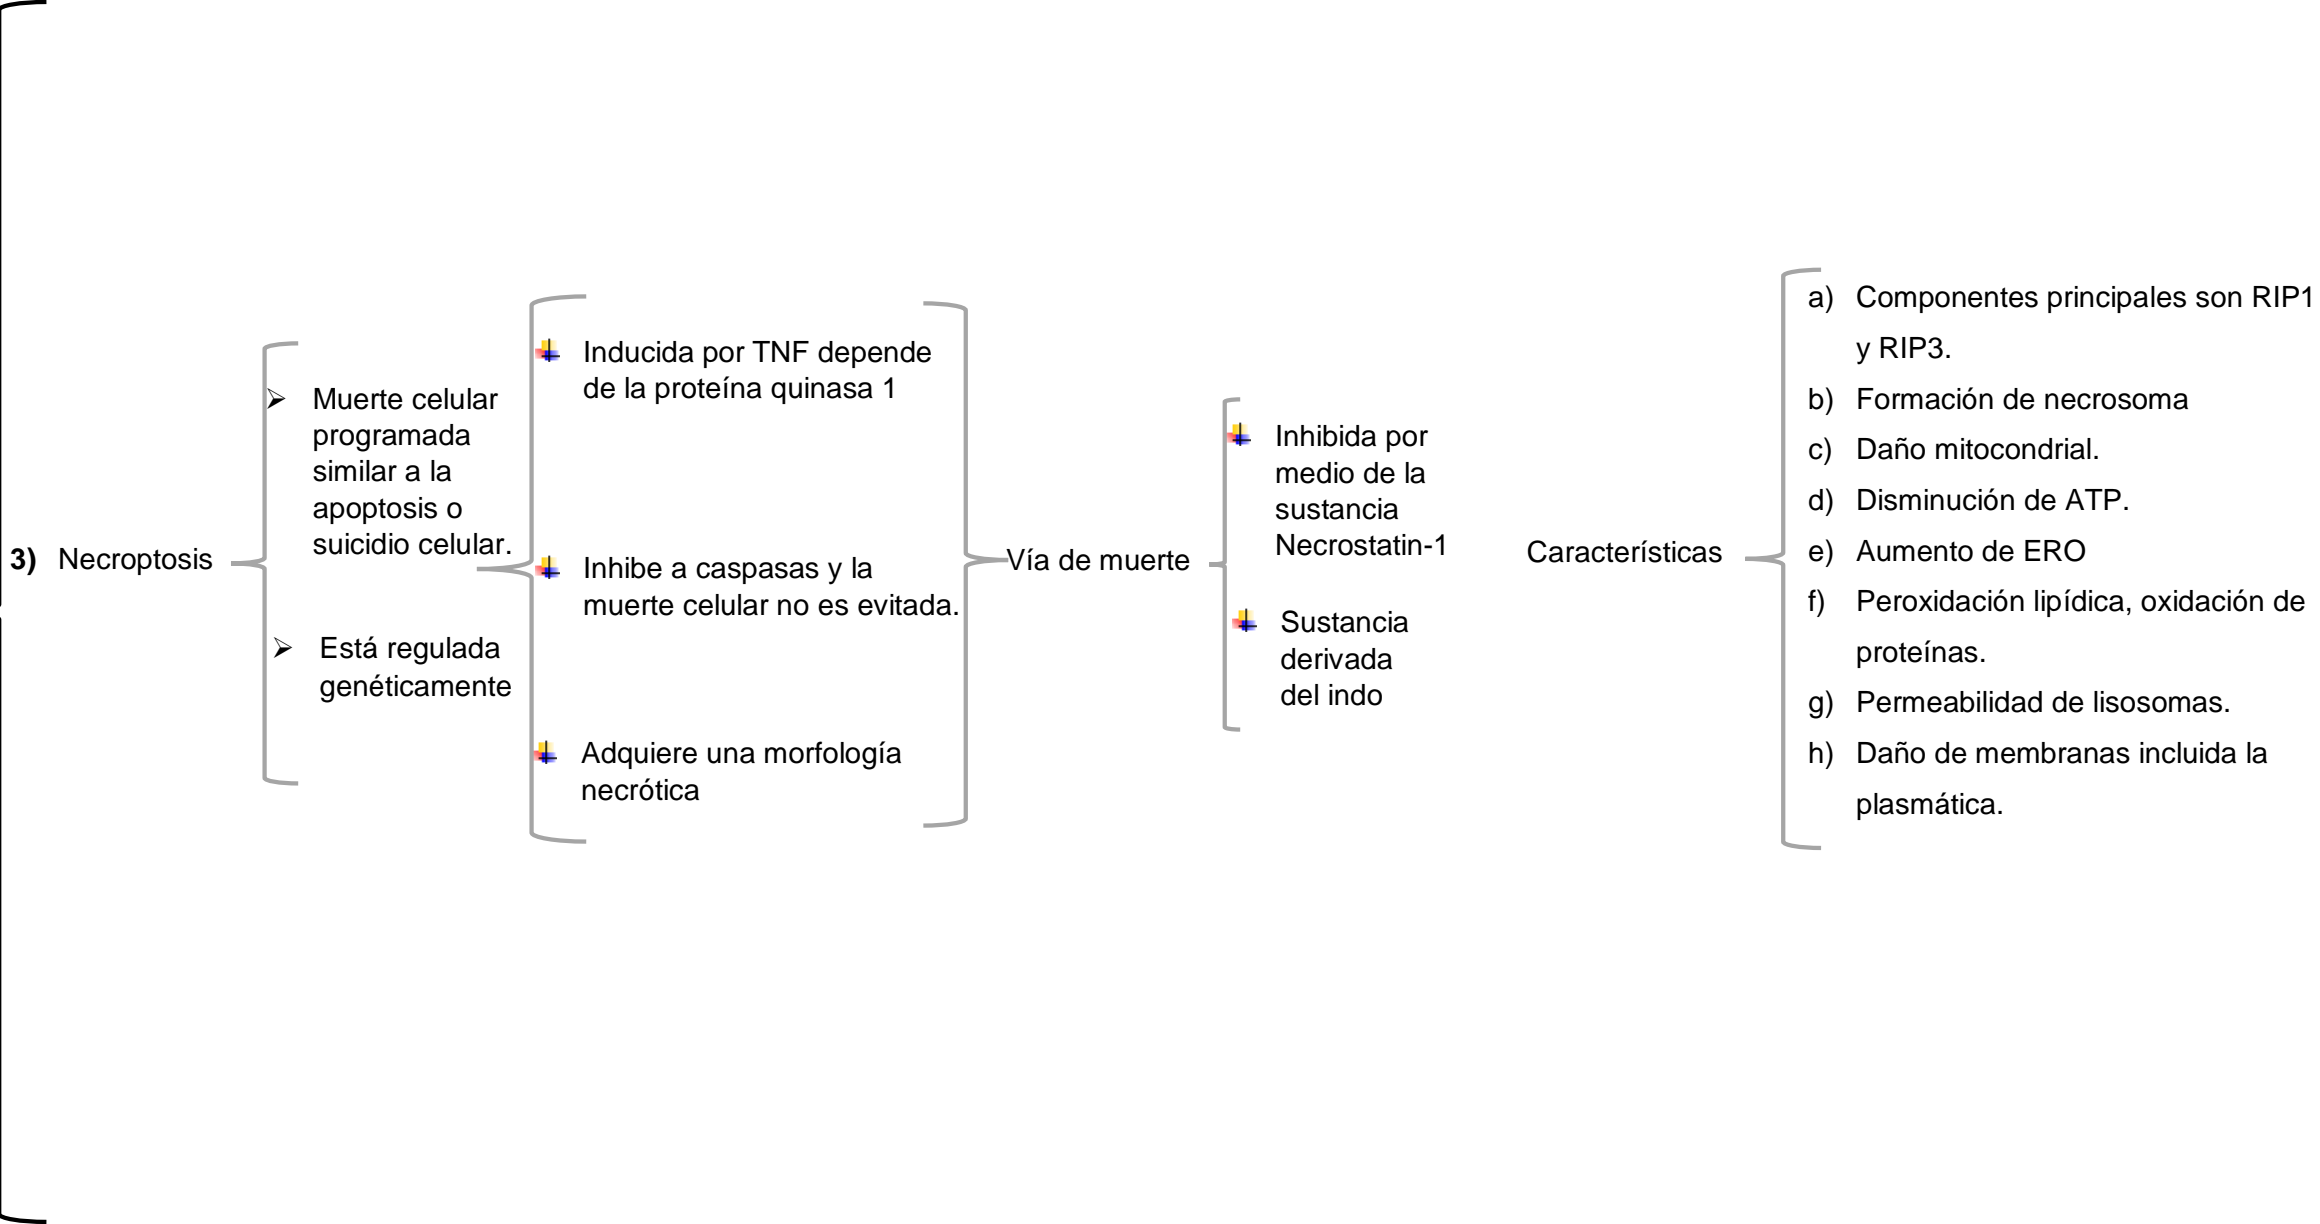 3) Necroptosis
➢ Muerte celular
programada
similar a la
apoptosis o
suicidio celular.
➢ Está regulada
genéticamente
Inducida por TNF depende
de la proteína quinasa 1
Inhibe a caspasas y la
muerte celular no es evitada.
Adquiere una morfología
necrótica
Vía de muerte
Inhibida por
medio de la
sustancia
Necrostatin-1
Sustancia
derivada
del indo
Características
a) Componentes principales son RIP1
y RIP3.
b) Formación de necrosoma
c) Daño mitocondrial.
d) Disminución de ATP.
e) Aumento de ERO
f) Peroxidación lipídica, oxidación de
proteínas.
g) Permeabilidad de lisosomas.
h) Daño de membranas incluida la
plasmática.